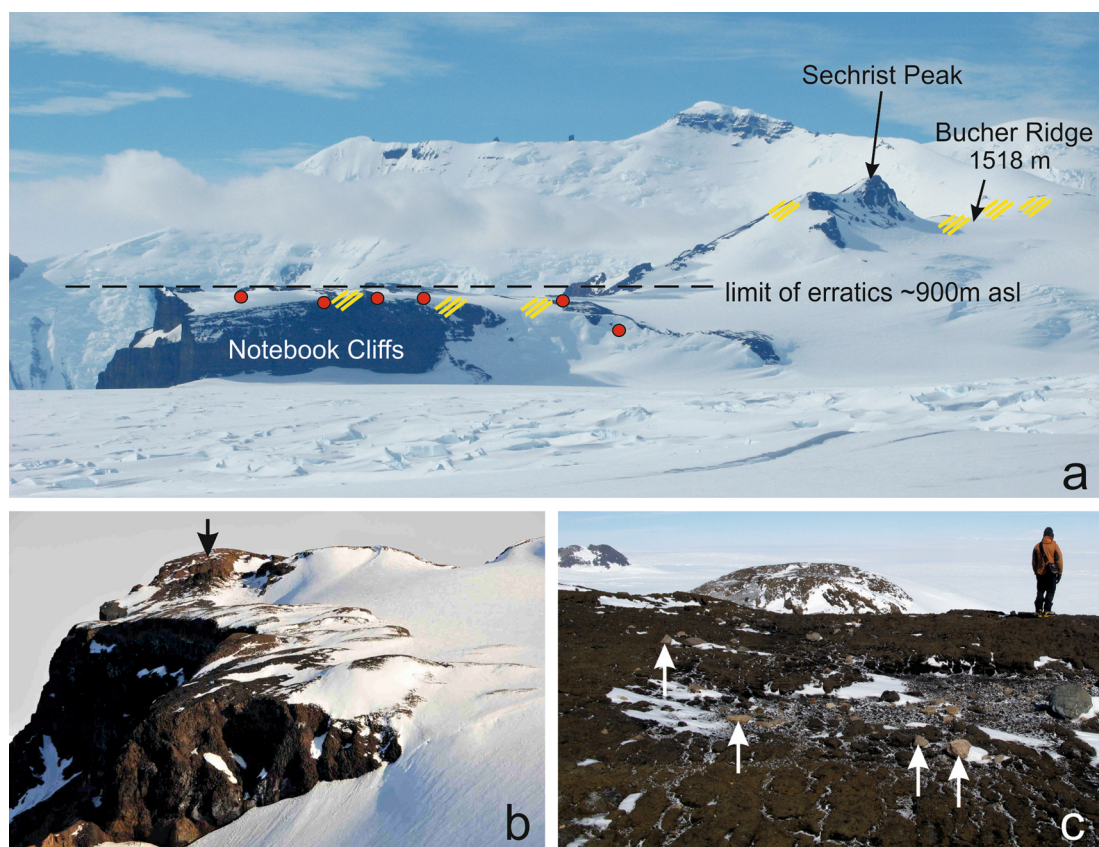 Sechrist Peak
Bucher Ridge
1518 m
limit of erratics ~900m asl
Notebook Cliffs
a
b
c